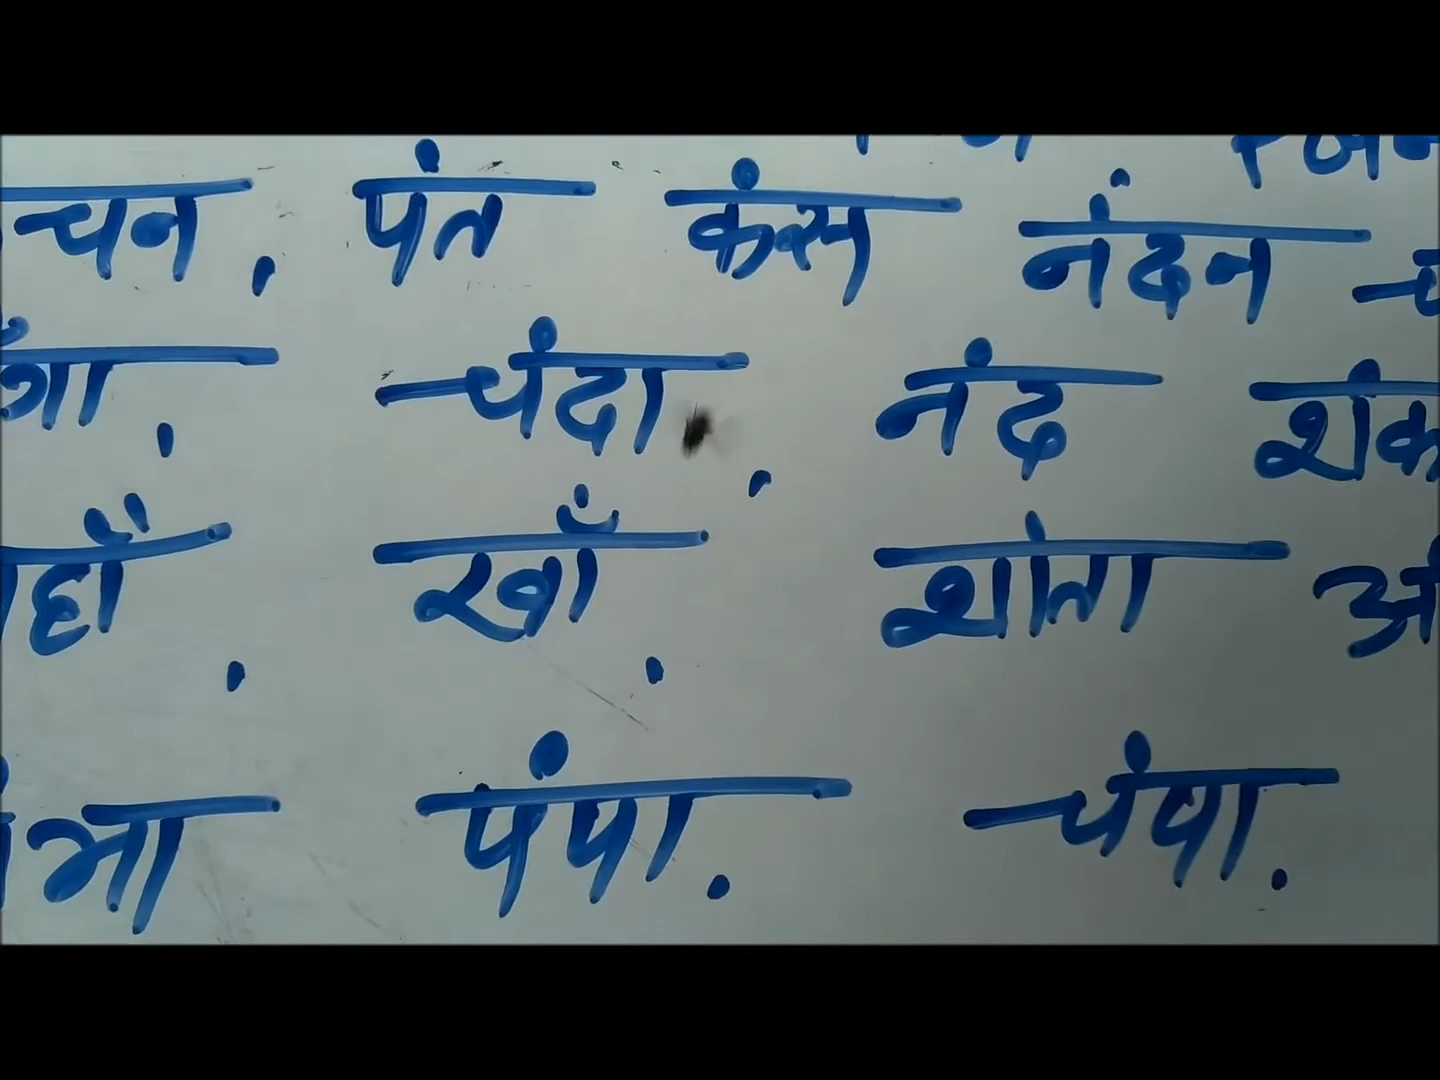 चन, पंत कंस नंदन
गा, चंदा, नंद शंक
हाँ, खाँ, शांता
भा पंपा. चंपा.